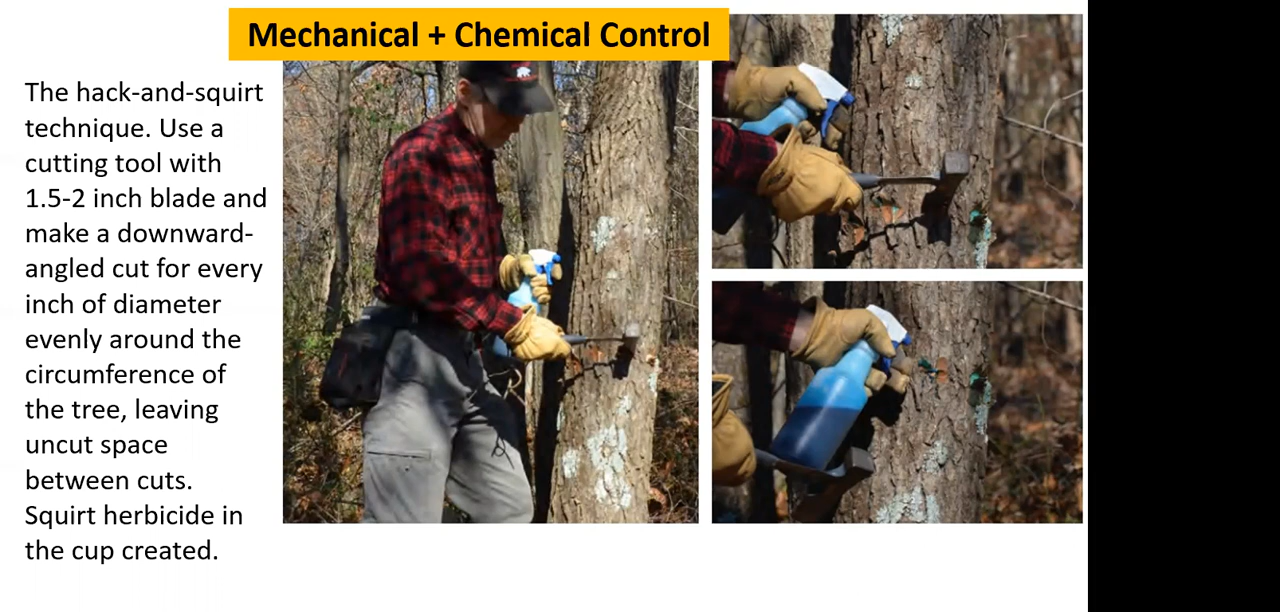 Mechanical + Chemical Control
The hack-and-squirt
technique. Use a
cutting tool with
1.5-2 inch blade and
make a downward-
angled cut for every
inch of diameter
evenly around the
circumference of
the tree, leaving
uncut space
between cuts.
Squirt herbicide in
the cup created.